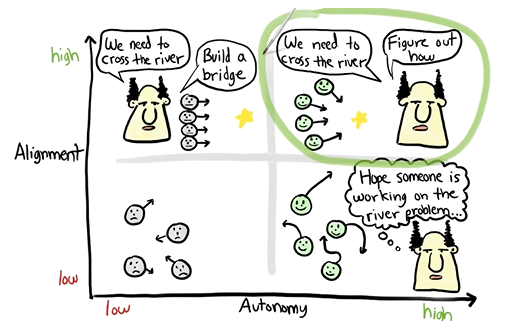 high
We need to
cross the river
Build a
bridge
We need to
cross the river
Figure out
how
Alignment
Hope someone is
working on the
river problem...
low
low
Autonomy
high